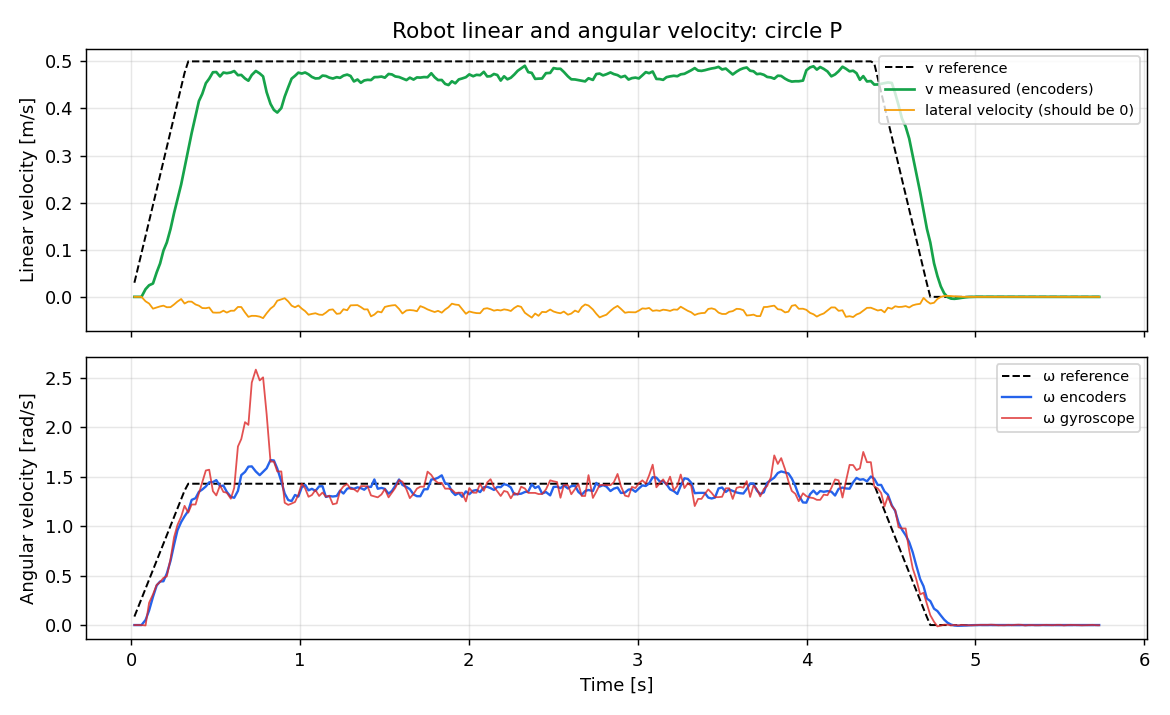 Robot linear and angular velocity: circle P
Linear velocity [m/s]
0.5
0.4
0.3
0.2
0.1
0.0
v reference
v measured (encoders)
lateral velocity (should be 0)
Angular velocity [rad/s]
2.5
2.0
1.5
1.0
0.5
0.0
ω reference
ω encoders
ω gyroscope
0 1 2 3 4 5 6
Time [s]